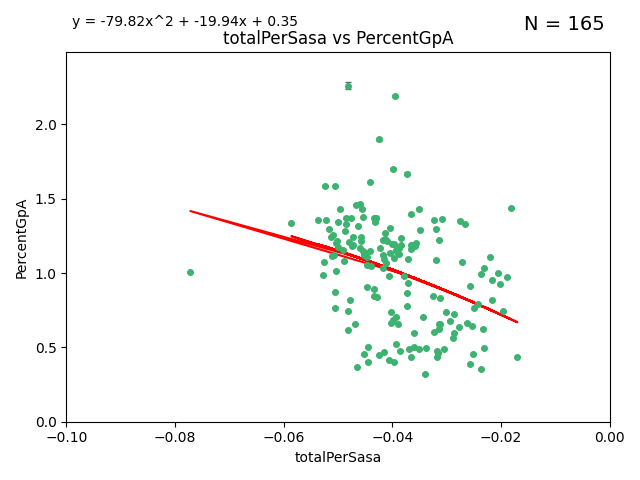 y = -79.82x^2 + -19.94x + 0.35
N = 165
totalPerSasa vs PercentGpA
PercentGpA
2.0
1.5
1.0
0.5
0.0
−0.10 −0.08 −0.06 −0.04 −0.02 0.00
totalPerSasa